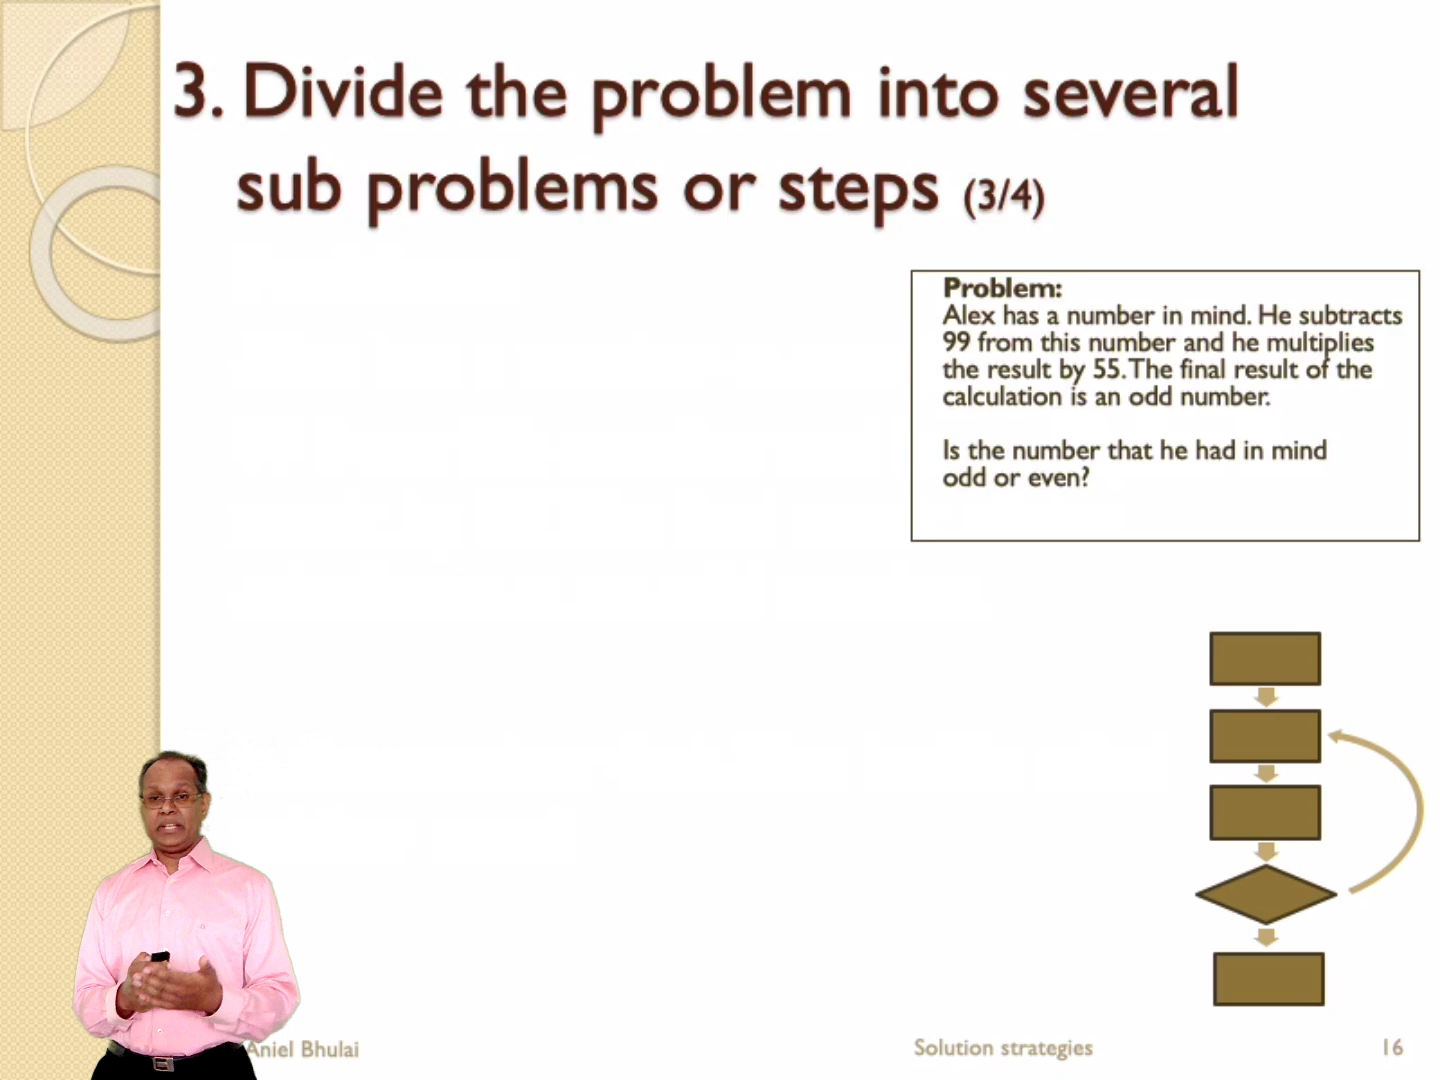 3. Divide the problem into several
sub problems or steps (3/4)
Problem:
Alex has a number in mind. He subtracts
99 from this number and he multiplies
the result by 55. The final result of the
calculation is an odd number.
Is the number that he had in mind
odd or even?
Aniel Bhulai
Solution strategies
16